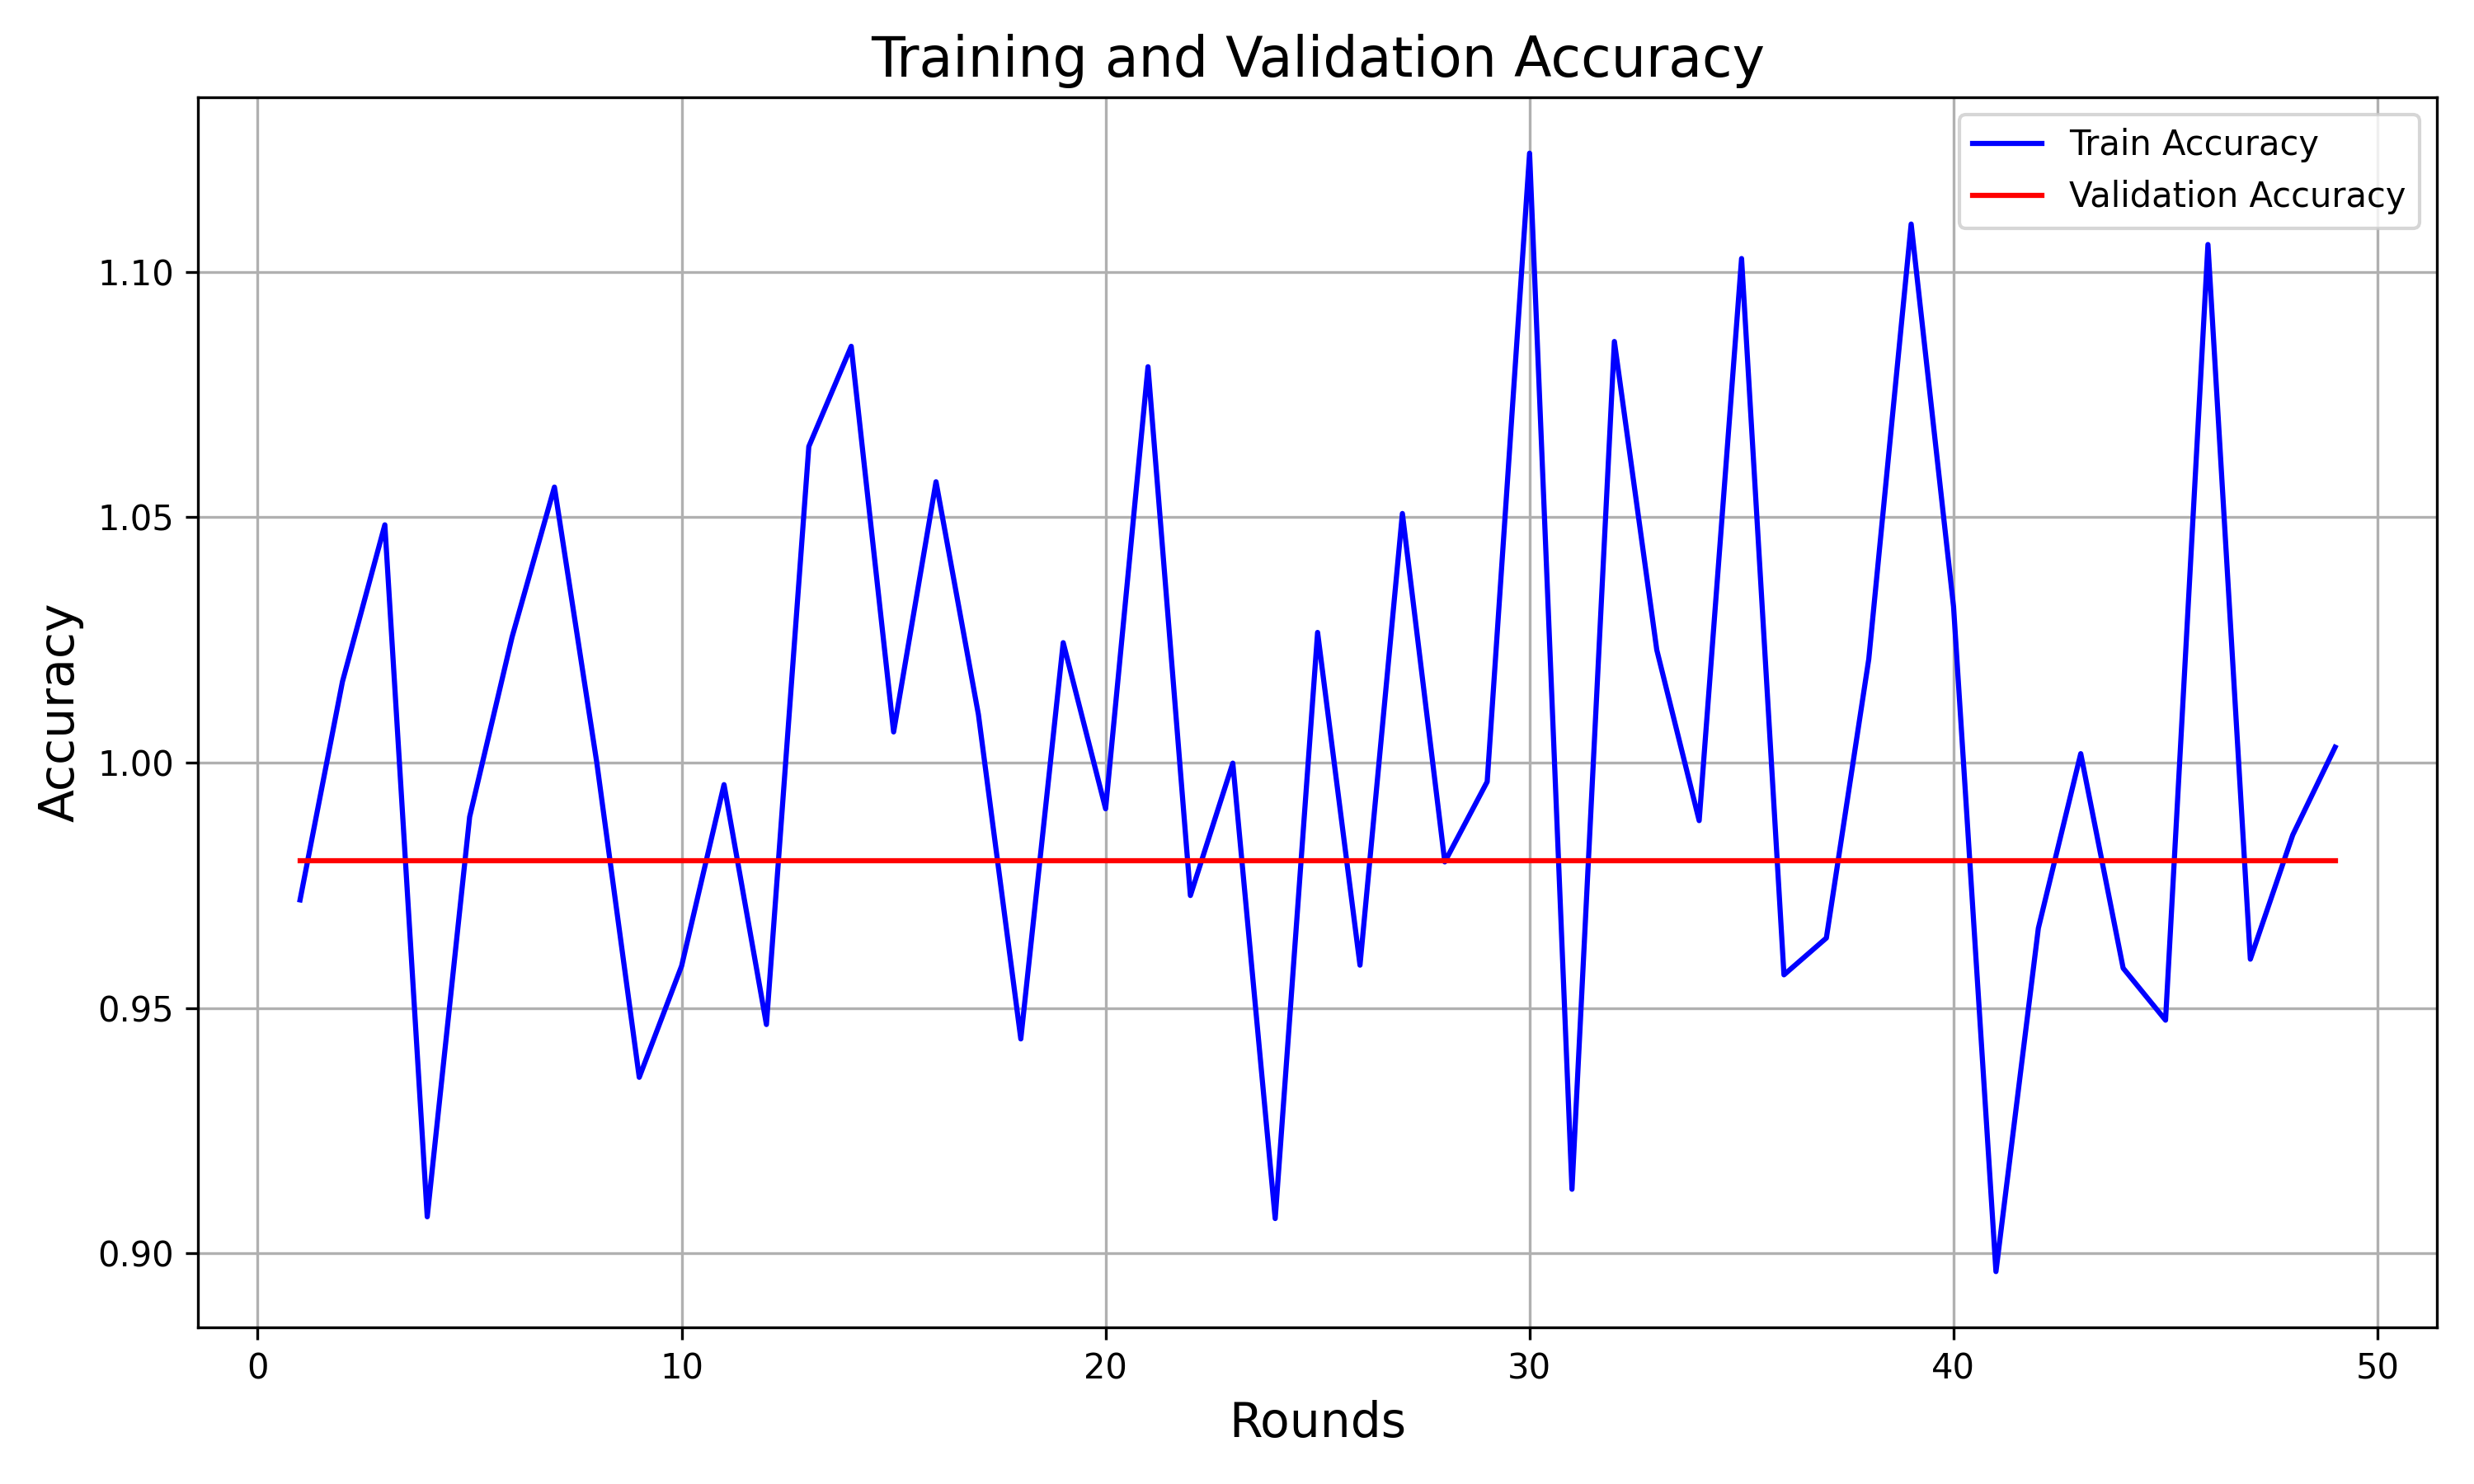 Training and Validation Accuracy
Train Accuracy
Validation Accuracy
Accuracy
1.10
1.05
1.00
0.95
0.90
0 10 20 30 40 50
Rounds